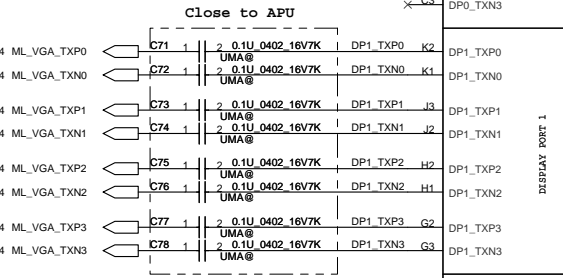 C3 DP0_TXN3
Close to APU
4 ML_VGA_TXP0 C71 1 2 0.1U_0402_16V7K DP1_TXP0 K2 DP1_TXP0
UMA@
4 ML_VGA_TXN0 C72 1 2 0.1U_0402_16V7K DP1_TXN0 K1 DP1_TXN0
UMA@
4 ML_VGA_TXP1 C73 1 2 0.1U_0402_16V7K DP1_TXP1 J3 DP1_TXP1
UMA@
4 ML_VGA_TXN1 C74 1 2 0.1U_0402_16V7K DP1_TXN1 J2 DP1_TXN1
UMA@
DISPLAY PORT 1
4 ML_VGA_TXP2 C75 1 2 0.1U_0402_16V7K DP1_TXP2 H2 DP1_TXP2
UMA@
4 ML_VGA_TXN2 C76 1 2 0.1U_0402_16V7K DP1_TXN2 H1 DP1_TXN2
UMA@
4 ML_VGA_TXP3 C77 1 2 0.1U_0402_16V7K DP1_TXP3 G2 DP1_TXP3
UMA@
4 ML_VGA_TXN3 C78 1 2 0.1U_0402_16V7K DP1_TXN3 G3 DP1_TXN3
UMA@